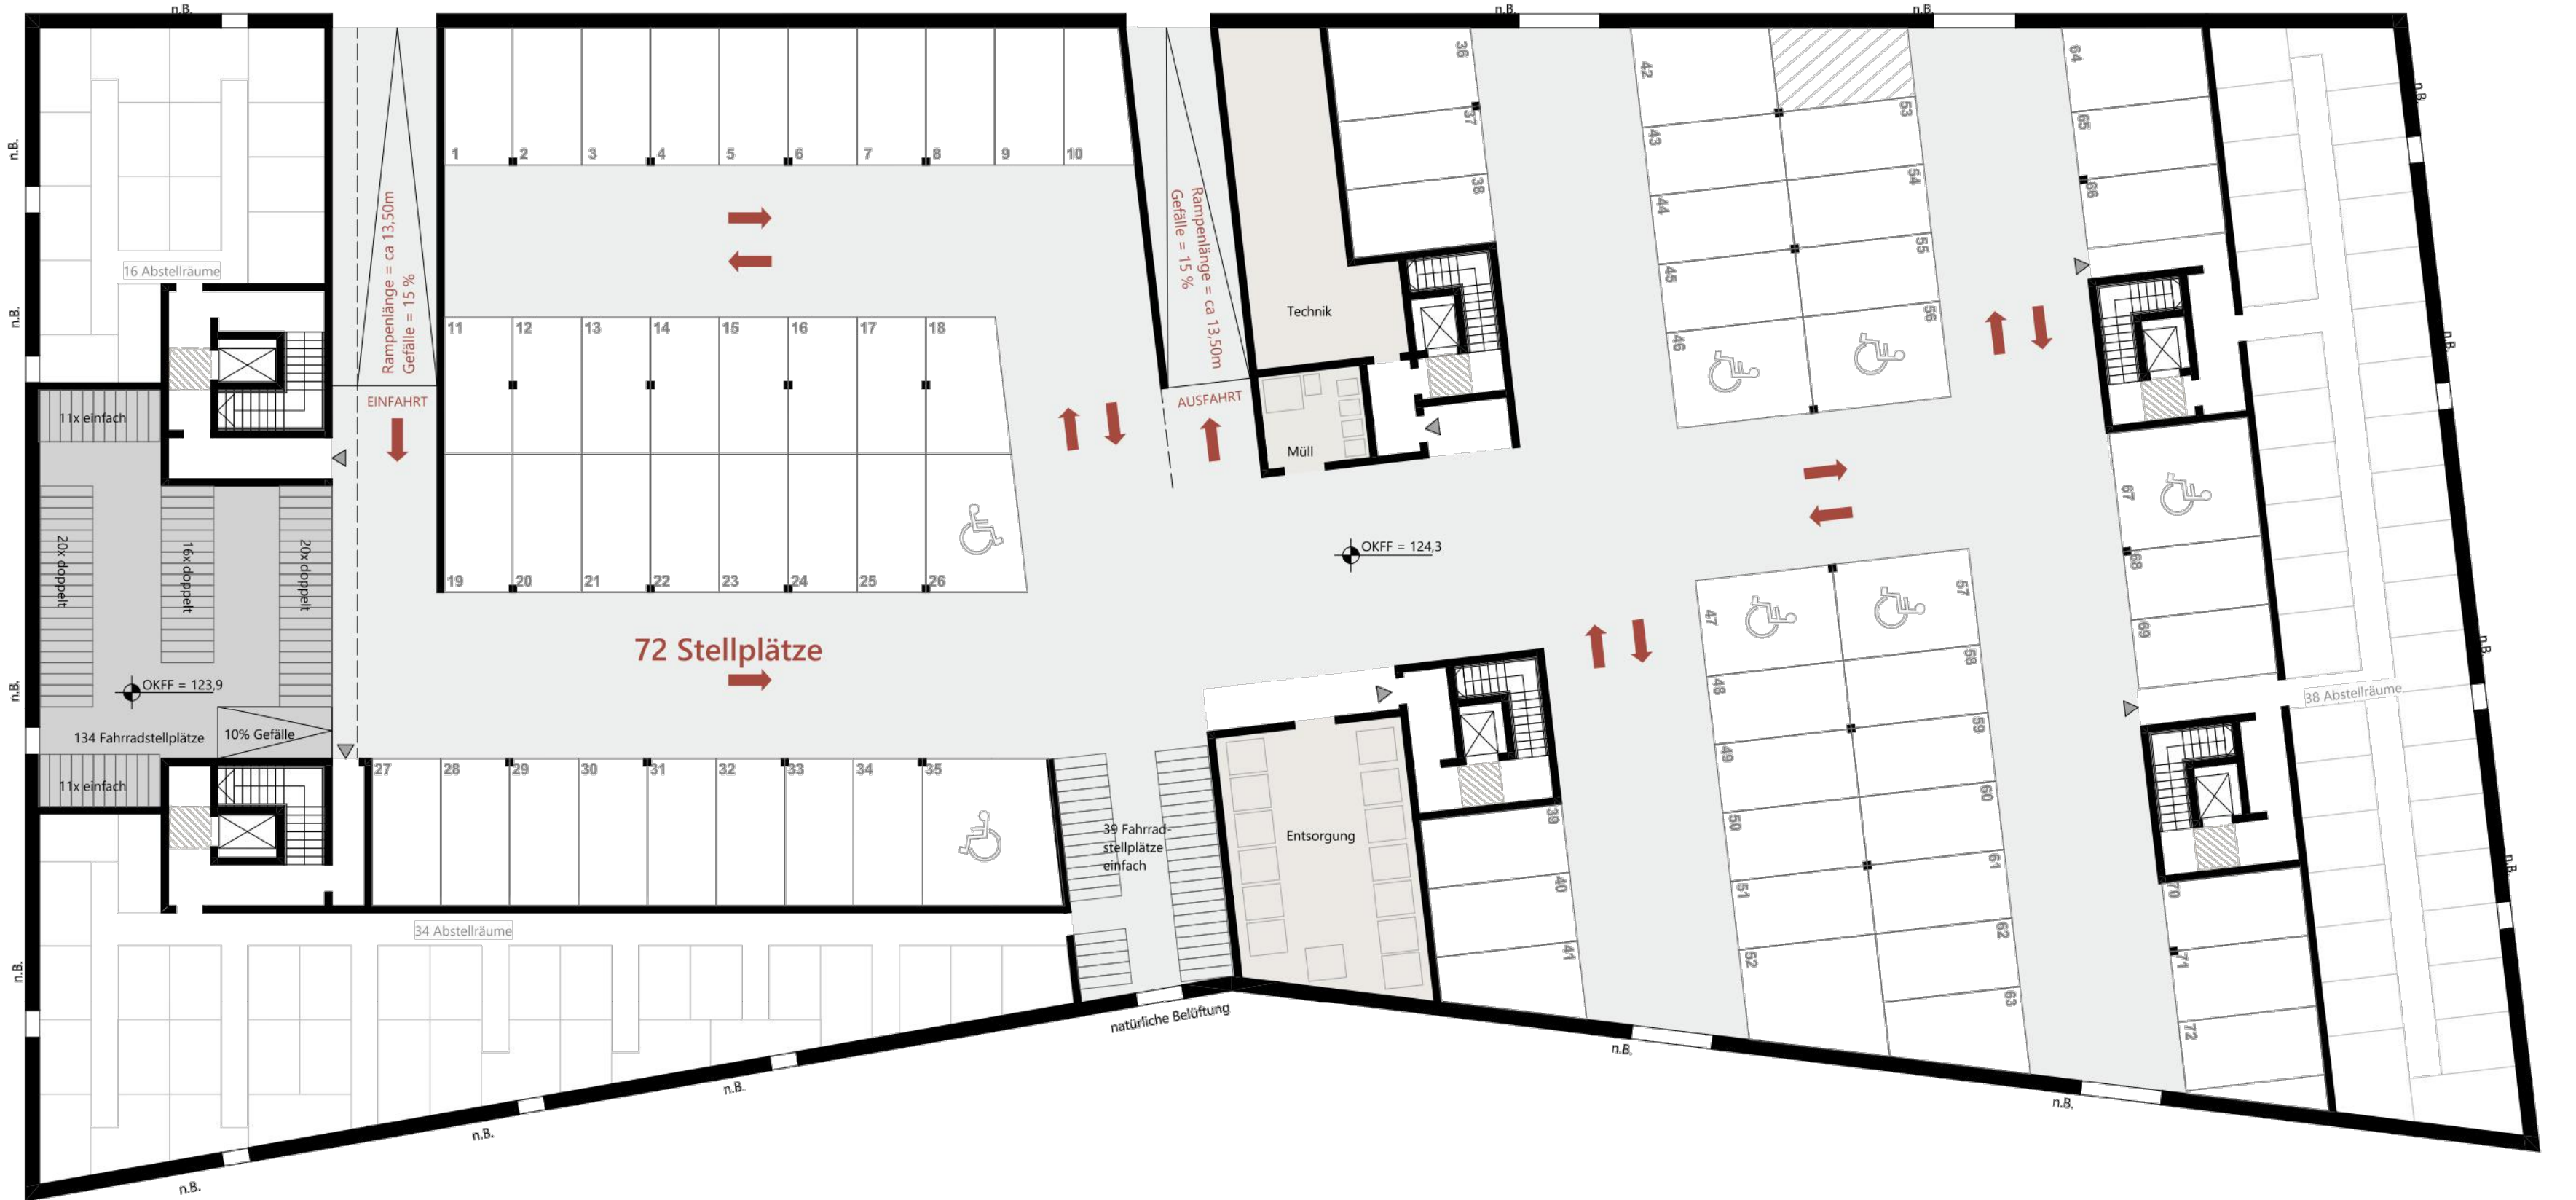 n.B.
n.B.
n.B.
n.B.
n.B.
n.B.
n.B.
n.B.
16 Abstellräume
Rampenlänge = ca 13,50m
Gefälle = 15 %
EINFAHRT
1
2
3
4
5
6
7
8
9
10
11
12
13
14
15
16
17
18
19
20
21
22
23
24
25
26
Rampenlänge = ca 13,50m
Gefälle = 15 %
AUSFAHRT
Technik
Müll
36
37
38
42
43
44
45
46
53
54
55
56
64
65
66
67
68
69
11x einfach
20x doppelt
16x doppelt
20x doppelt
OKFF = 123,9
134 Fahrradstellplätze
10% Gefälle
11x einfach
72 Stellplätze
OKFF = 124,3
27
28
29
30
31
32
33
34
35
39 Fahrrad-
stellplätze
einfach
Entsorgung
39
40
41
47
48
49
50
51
52
57
58
59
60
61
62
63
70
71
72
38 Abstellräume
34 Abstellräume
natürliche Belüftung
n.B.
n.B.
n.B.
n.B.
n.B.
n.B.
n.B.
n.B.